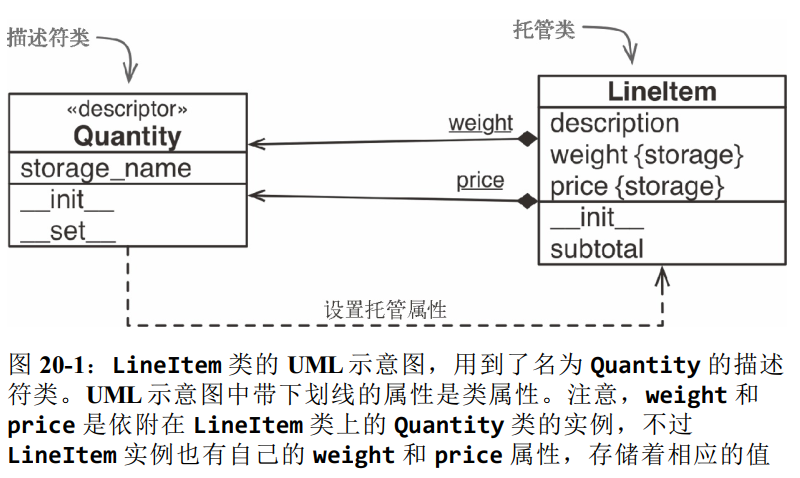 描述符类
托管类
«descriptor»
Quantity
storage_name
__init__
__set__
weight
price
LineItem
description
weight {storage}
price {storage}
__init__
subtotal
设置托管属性
图 20-1：LineItem 类的 UML 示意图，用到了名为 Quantity 的描述
符类。UML 示意图中带下划线的属性是类属性。注意，weight 和
price 是依附在 LineItem 类上的 Quantity 类的实例，不过
LineItem 实例也有自己的 weight 和 price 属性，存储着相应的值